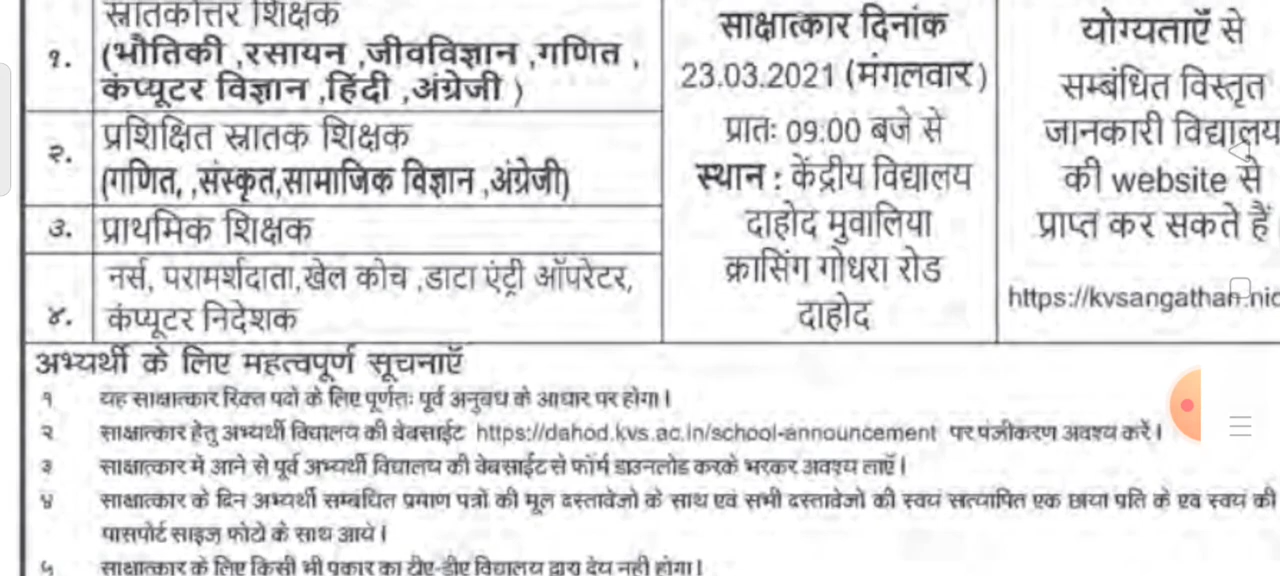 स्नातकोत्तर शिक्षक
१. (भौतिकी ,रसायन ,जीवविज्ञान ,गणित ,
कंप्यूटर विज्ञान ,हिंदी ,अंग्रेजी )
२. प्रशिक्षित स्नातक शिक्षक
(गणित, ,संस्कृत,सामाजिक विज्ञान ,अंग्रेजी)
३. प्राथमिक शिक्षक
नर्स, परामर्शदाता,खेल कोच ,डाटा एंट्री ऑपरेटर,
४. कंप्यूटर निदेशक
साक्षात्कार दिनांक
23.03.2021 (मंगलवार )
प्रातः 09:00 बजे से
स्थान : केंद्रीय विद्यालय
दाहोद मुवालिया
क्रासिंग गोधरा रोड
दाहोद
योग्यताएँ से
सम्बंधित विस्तृत
जानकारी विद्यालय
की website से
प्राप्त कर सकते हैं
https://kvsangathan.nic
अभ्यर्थी के लिए महत्वपूर्ण सूचनाएँ
१ यह साक्षात्कार रिक्त पदों के लिए पूर्णतः पूर्व अनुबंध के आधार पर होगा।
२ साक्षात्कार हेतु अभ्यर्थी विद्यालय की वेबसाईट https://dahod.kvs.ac.in/school-announcement पर पंजीकरण अवश्य करें।
३ साक्षात्कार में आने से पूर्व अभ्यर्थी विद्यालय की वेबसाईट से फॉर्म डाउनलोड करके भरकर अवश्य लाएँ।
४ साक्षात्कार के दिन अभ्यर्थी सम्बंधित प्रमाण पत्रों की मूल दस्तावेजो के साथ एवं सभी दस्तावेजों की स्वयं सत्यापित एक छाया प्रति के एवं स्वयं की
पासपोर्ट साइज़ फोटो के साथ आयें।
५ साक्षात्कार के लिए किसी भी प्रकार का टीए-डीए विद्यालय द्वारा देय नही होगा।